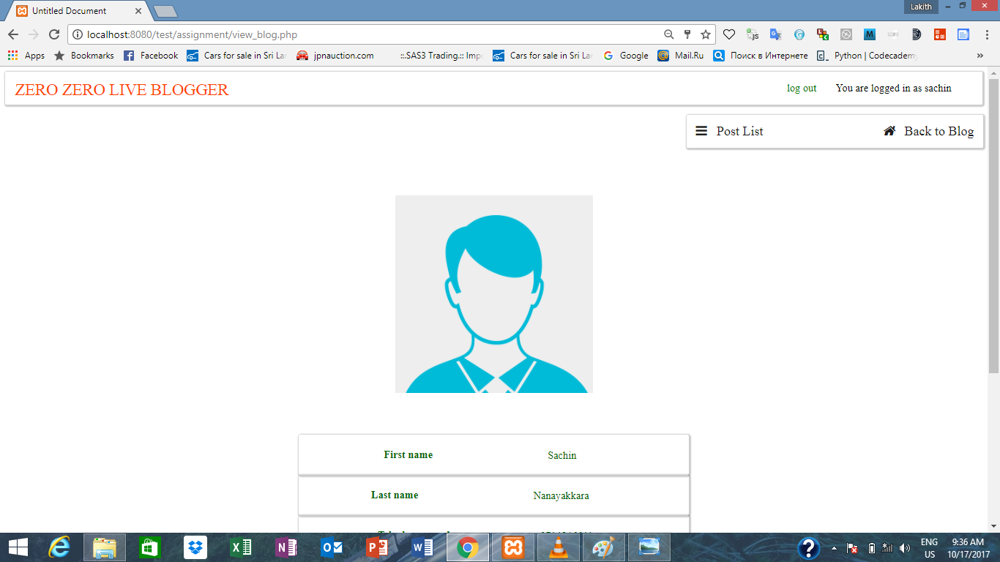 Untitled Document
Lakith
localhost:8080/test/assignment/view_blog.php
Apps Bookmarks Facebook Cars for sale in Sri La jpnauction.com ::.SAS3 Trading.:: Imp Cars for sale in Sri La Google Mail.Ru Поиск в Интернете Python | Codecadem
ZERO ZERO LIVE BLOGGER
log out You are logged in as sachin
Post List Back to Blog
First name Sachin
Last name Nanayakkara
ENG 9:36 AM
US 10/17/2017